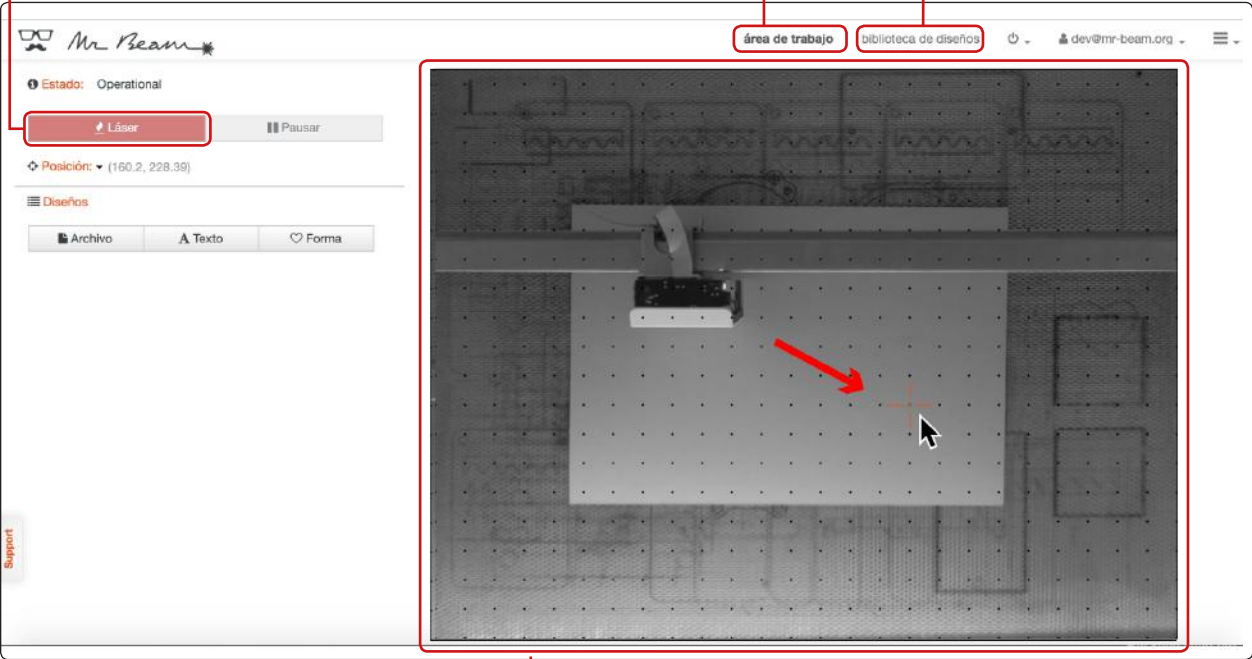 Mr Beam
área de trabajo
biblioteca de diseños
dev@mr-beam.org
Estado: Operational
Láser
Pausar
Posición: (160.2, 228.39)
Diseños
Archivo
Texto
Forma
Support